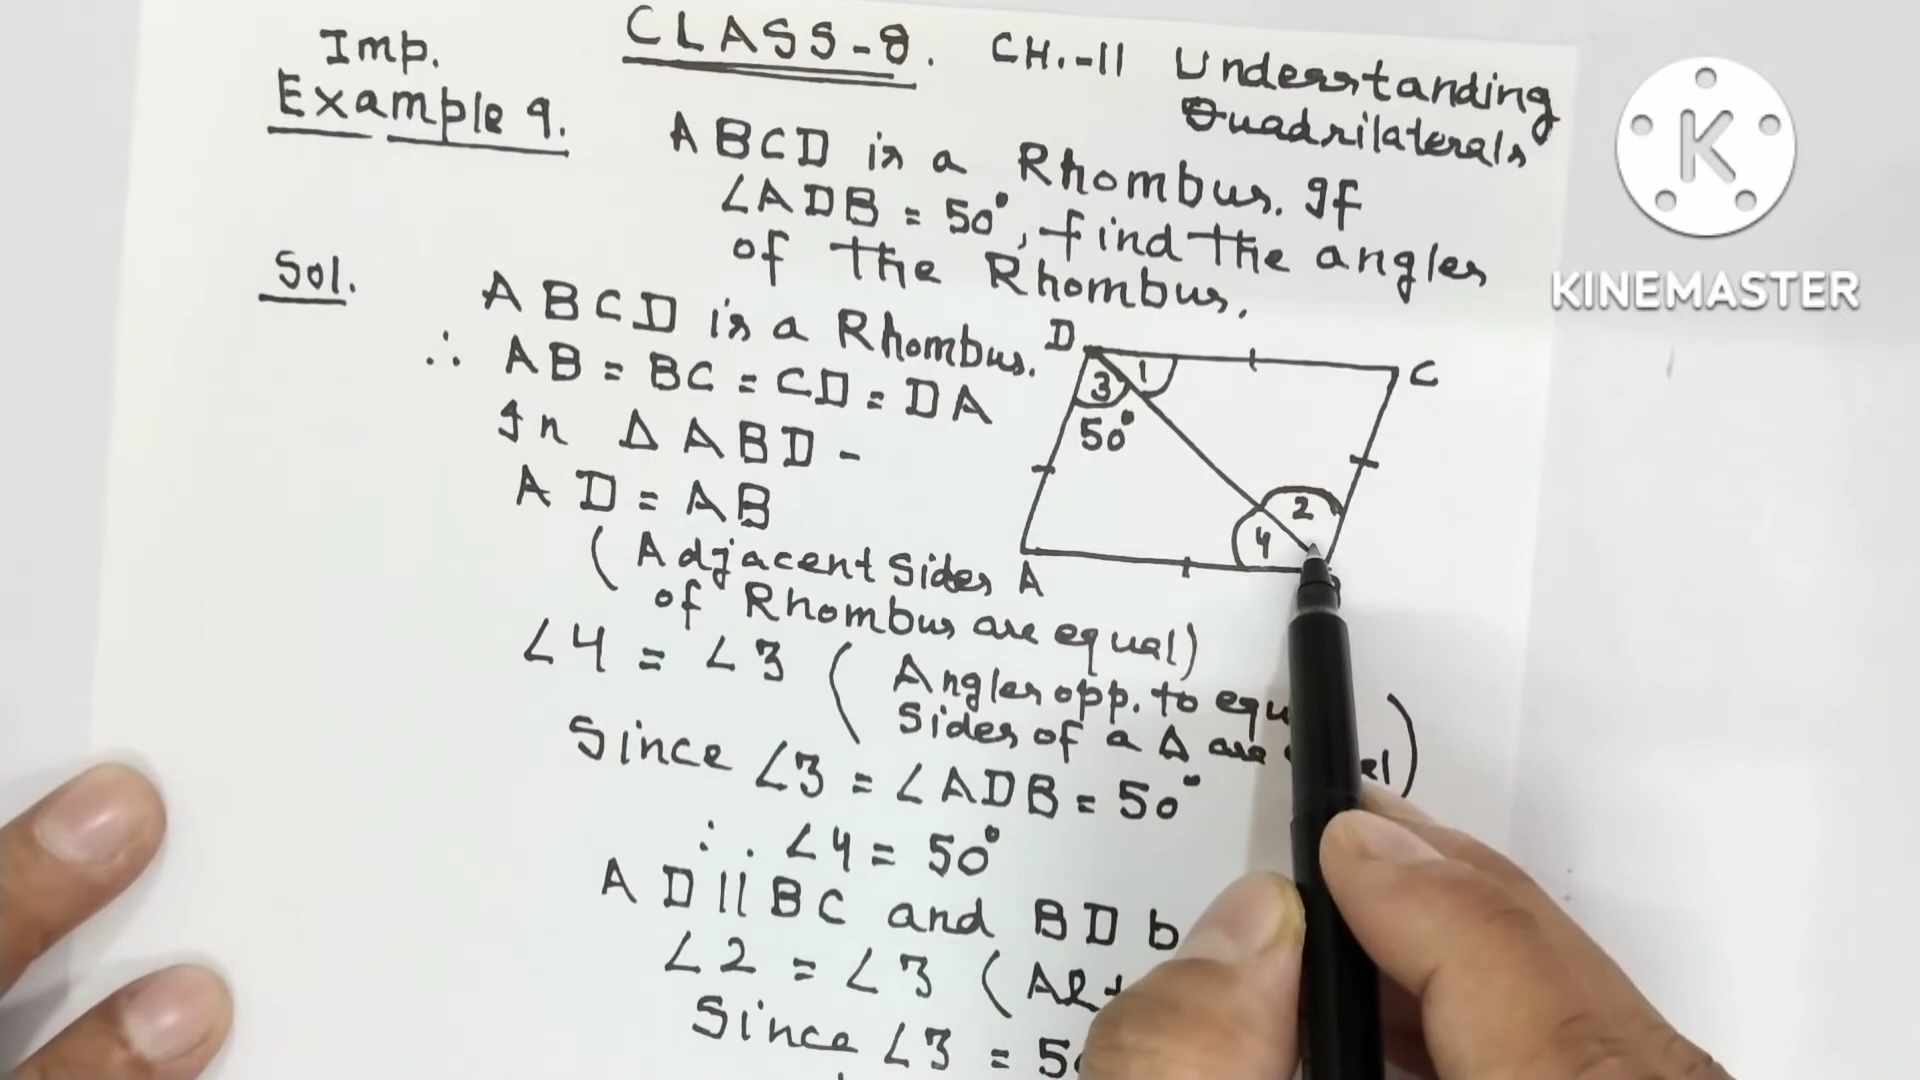 Imp.
Example 9.
CLASS-8. CH.-11 Understanding
Quadrilaterals
ABCD is a Rhombus. If
∠ADB = 50°, find the angles
of the Rhombus.
Sol.
ABCD is a Rhombus.
∴ AB = BC = CD = DA
In Δ ABD -
AD = AB
(Adjacent Sides
of Rhombus are equal)
∠4 = ∠3 (Angles opp. to
Sides of a Δ are
Since ∠3 = ∠ADB = 50°
∴ ∠4 = 50°
AD || BC and BD
∠2 = ∠3 (
Since ∠3 =
D
C
3
1
50°
2
4
A
K
KINEMASTER